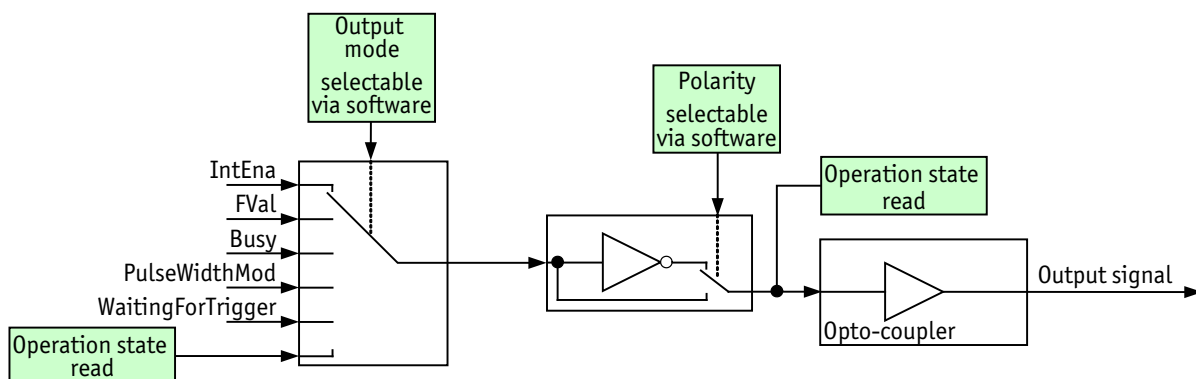 Output
mode
selectable
via software
Polarity
selectable
via software
IntEna
FVal
Busy
PulseWidthMod
WaitingForTrigger
Operation state
read
Operation state
read
Output signal
Opto-coupler